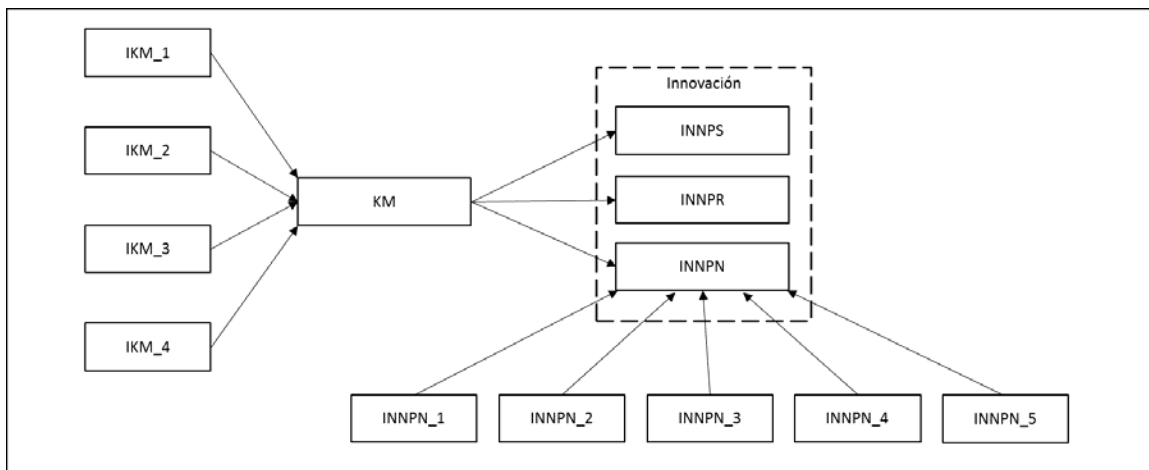 IKM_1
IKM_2
IKM_3
IKM_4
KM
Innovación
INNPS
INNPR
INNPN
INNPN_1
INNPN_2
INNPN_3
INNPN_4
INNPN_5